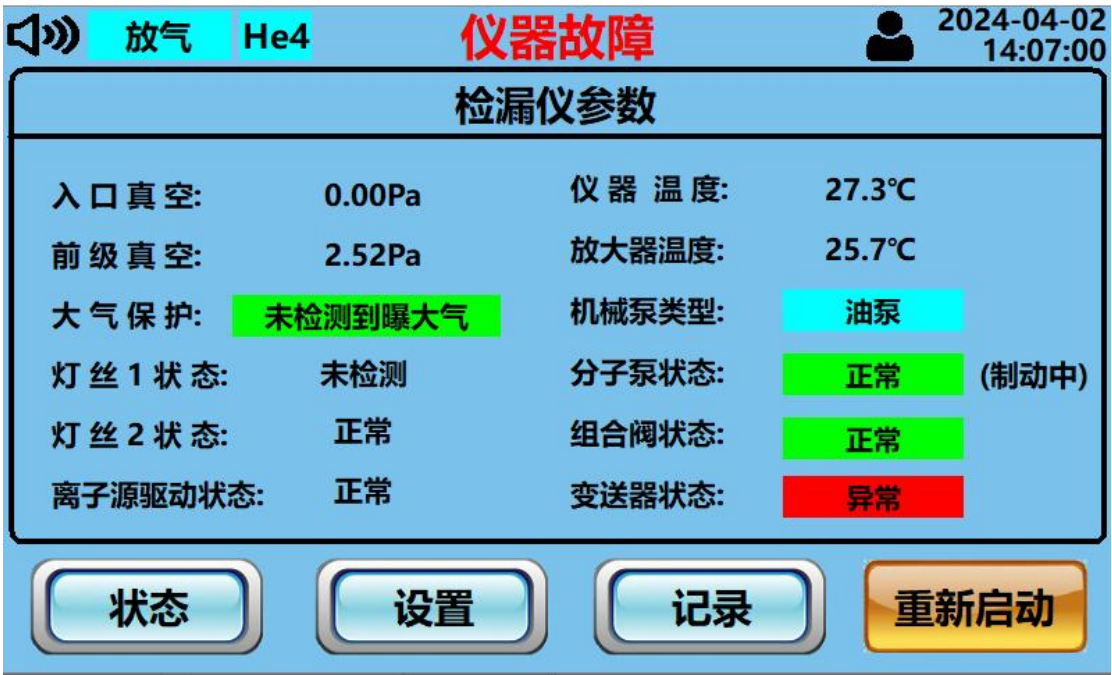 放气 He4 仪器故障 2024-04-02
14:07:00
检漏仪参数
入口真空: 0.00Pa 仪器 温度: 27.3℃
前级真空: 2.52Pa 放大器温度: 25.7℃
大气保护: 未检测到曝大气 机械泵类型: 油泵
灯丝1状态: 未检测 分子泵状态: 正常 (制动中)
灯丝2状态: 正常 组合阀状态: 正常
离子源驱动状态: 正常 变送器状态: 异常
状态 设置 记录 重新启动